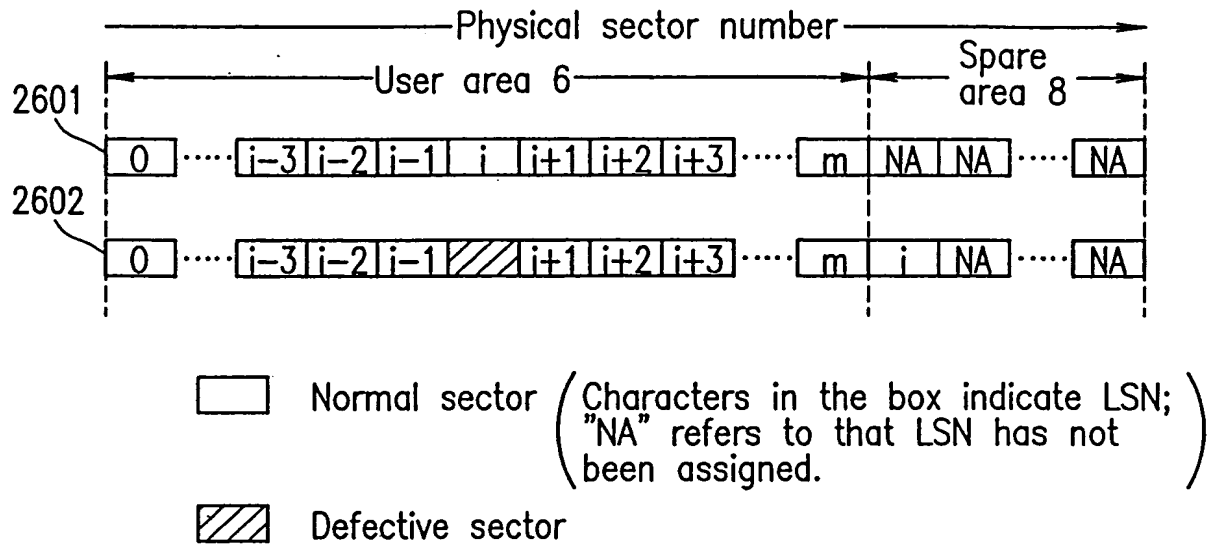 Physical sector number
User area 6
Spare
area 8
2601
0 ····· i-3 i-2 i-1 i i+1 i+2 i+3 ····· m NA NA ····· NA
2602
0 ····· i-3 i-2 i-1 i+1 i+2 i+3 ····· m i NA ····· NA
Normal sector (Characters in the box indicate LSN;
"NA" refers to that LSN has not
been assigned.)
Defective sector